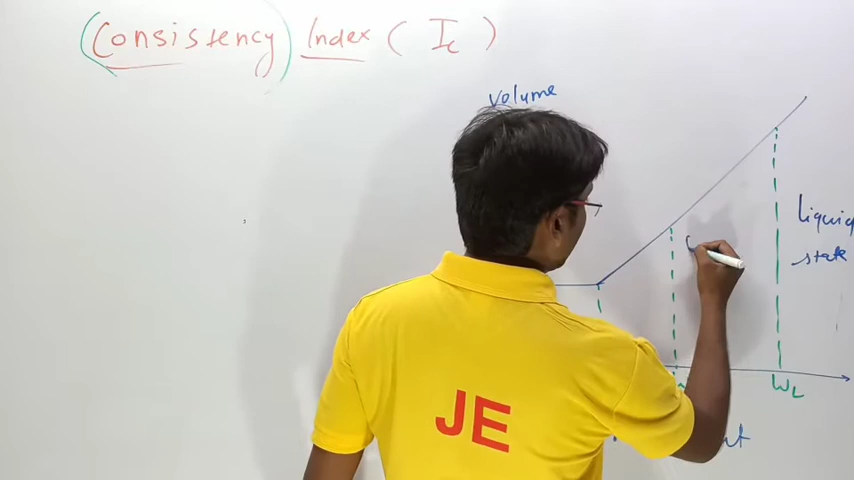 Consistency Index ( Ic )
volume
Liquid
state
WL
JE